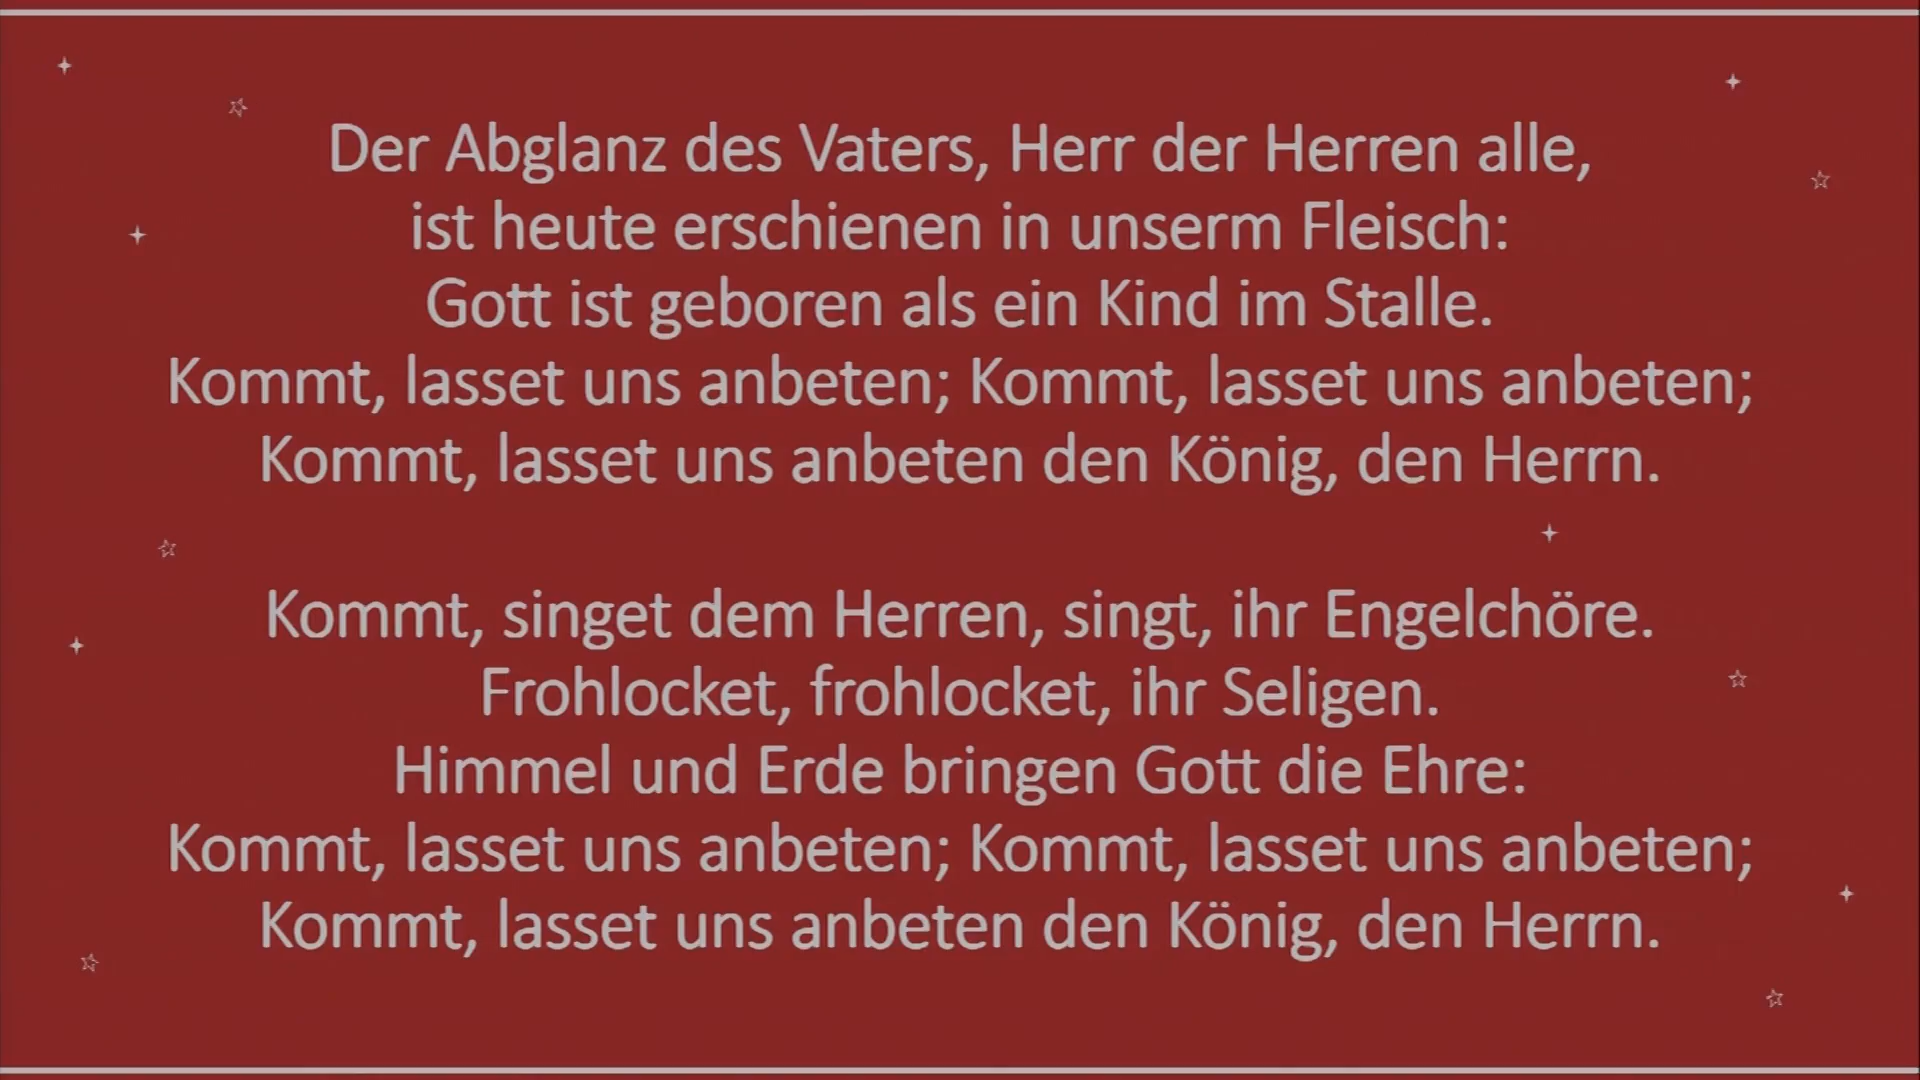 Der Abglanz des Vaters, Herr der Herren alle,
ist heute erschienen in unserm Fleisch:
Gott ist geboren als ein Kind im Stalle.
Kommt, lasset uns anbeten; Kommt, lasset uns anbeten;
Kommt, lasset uns anbeten den König, den Herrn.
Kommt, singet dem Herren, singt, ihr Engelchöre.
Frohlocket, frohlocket, ihr Seligen.
Himmel und Erde bringen Gott die Ehre:
Kommt, lasset uns anbeten; Kommt, lasset uns anbeten;
Kommt, lasset uns anbeten den König, den Herrn.